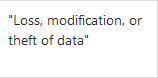 "Loss, modification, or
theft of data"